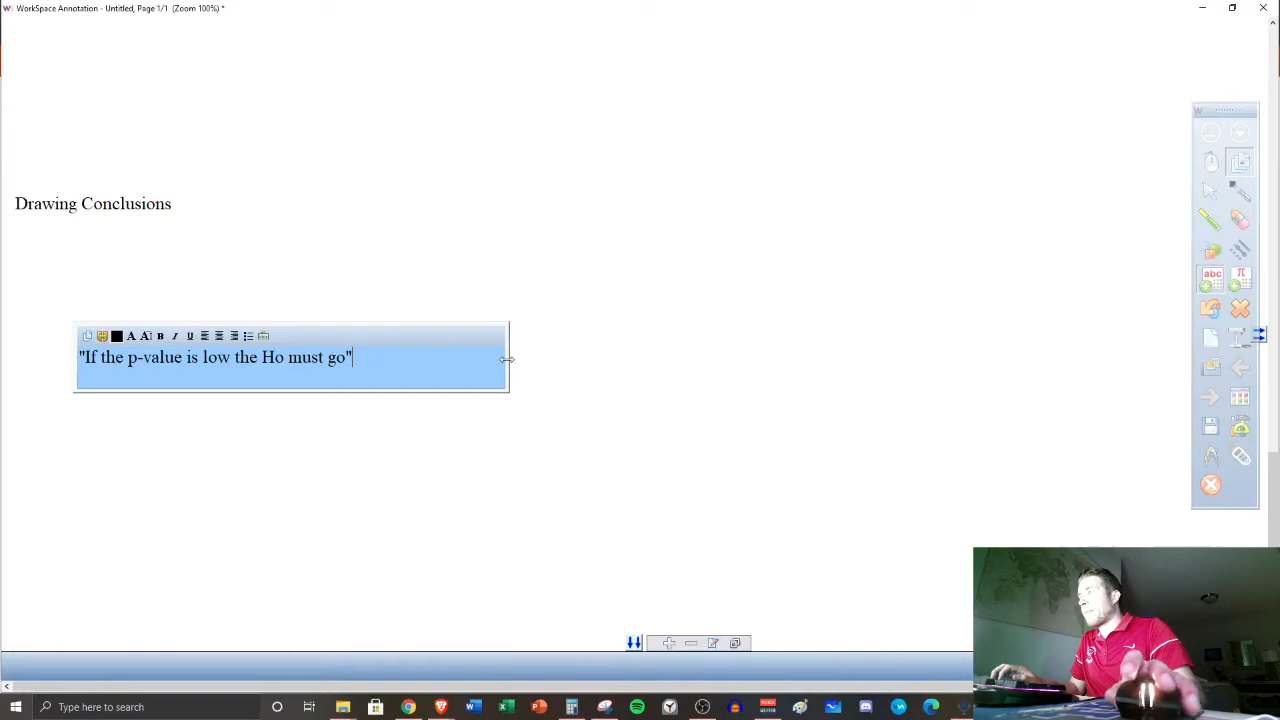 WorkSpace Annotation - Untitled, Page 1/1 (Zoom 100%) *
Drawing Conclusions
"If the p-value is low the Ho must go"
abc
π
Type here to search